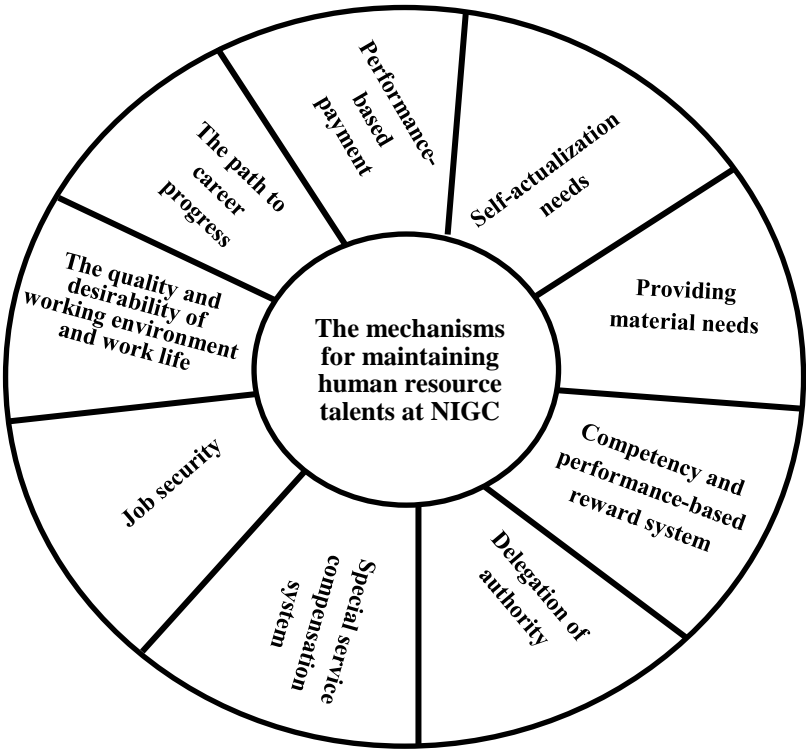 The mechanisms
for maintaining
human resource
talents at NIGC
Performance-
based
payment
Self-actualization
needs
Providing
material needs
Competency and
performance-based
reward system
Delegation of
authority
Special service
compensation
system
Job security
The quality and
desirability of
working environment
and work life
The path to
career
progress